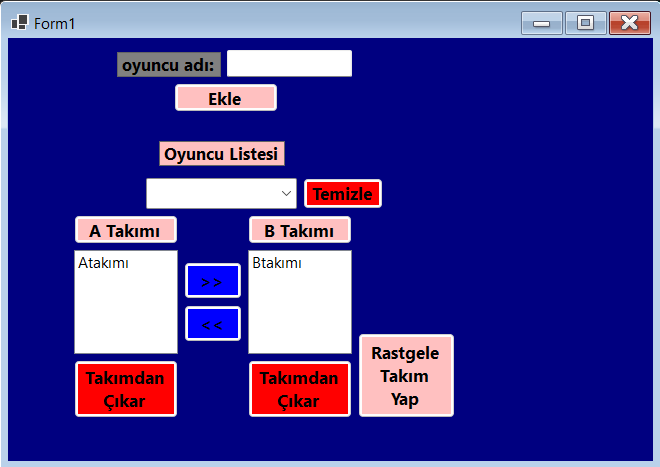 Form1
oyuncu adı:
Ekle
Oyuncu Listesi
Temizle
A Takımı
B Takımı
Atakımı
Btakımı
>>
<<
Takımdan
Çıkar
Takımdan
Çıkar
Rastgele
Takım
Yap